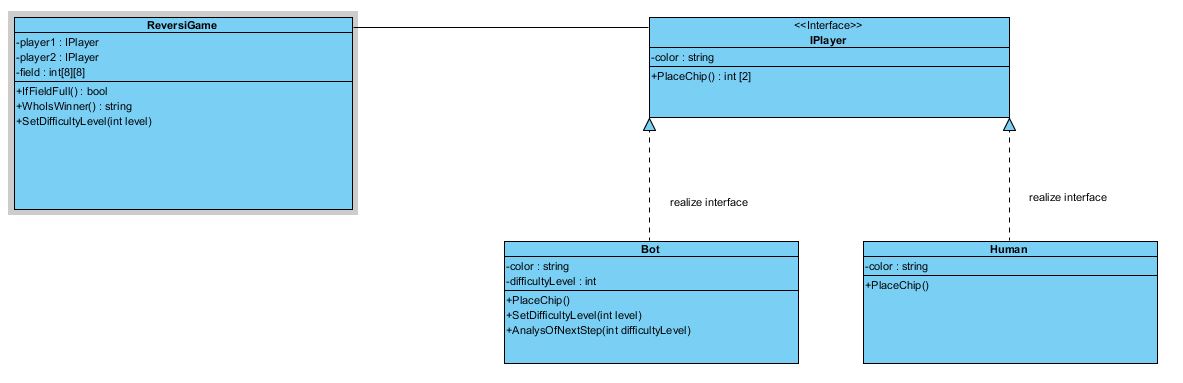 ReversiGame
-player1 : IPlayer
-player2 : IPlayer
-field : int[8][8]
+IfFieldFull() : bool
+WhoIsWinner() : string
+SetDifficultyLevel(int level)
<<Interface>>
IPlayer
-color : string
+PlaceChip() : int [2]
realize interface
realize interface
Bot
-color : string
-difficultyLevel : int
+PlaceChip()
+SetDifficultyLevel(int level)
+AnalysOfNextStep(int difficultyLevel)
Human
-color : string
+PlaceChip()